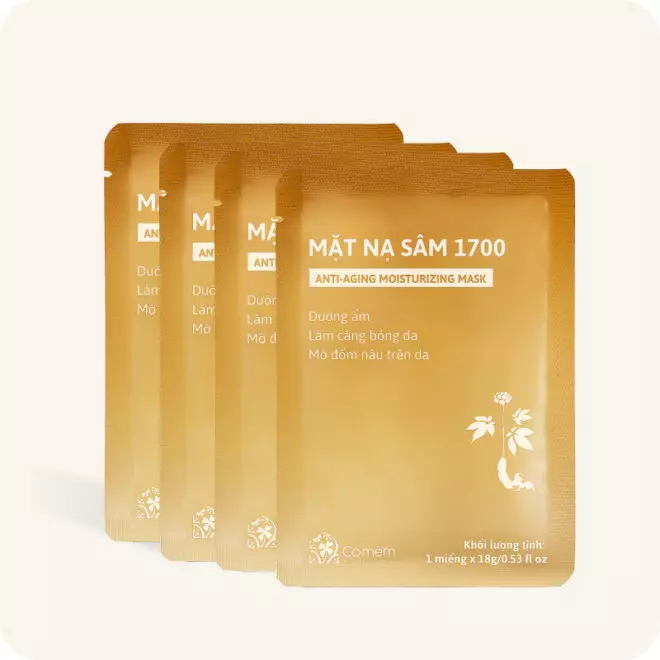 MẶT NẠ SÂM 1700
ANTI-AGING MOISTURIZING MASK
Dưỡng ẩm
Làm căng bóng da
Mờ đốm nâu trên da
Comem
Khối lượng tịnh:
1 miếng x 18g/0.53 fl oz